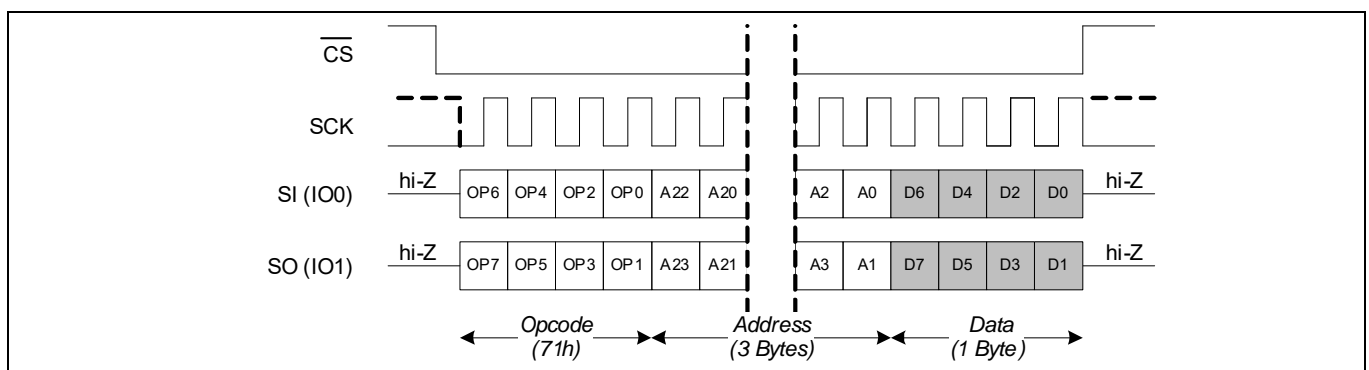 CS
SCK
hi-Z hi-Z
SI (IO0) OP6 OP4 OP2 OP0 A22 A20 A2 A0 D6 D4 D2 D0
hi-Z hi-Z
SO (IO1) OP7 OP5 OP3 OP1 A23 A21 A3 A1 D7 D5 D3 D1
Opcode Address Data
(71h) (3 Bytes) (1 Byte)